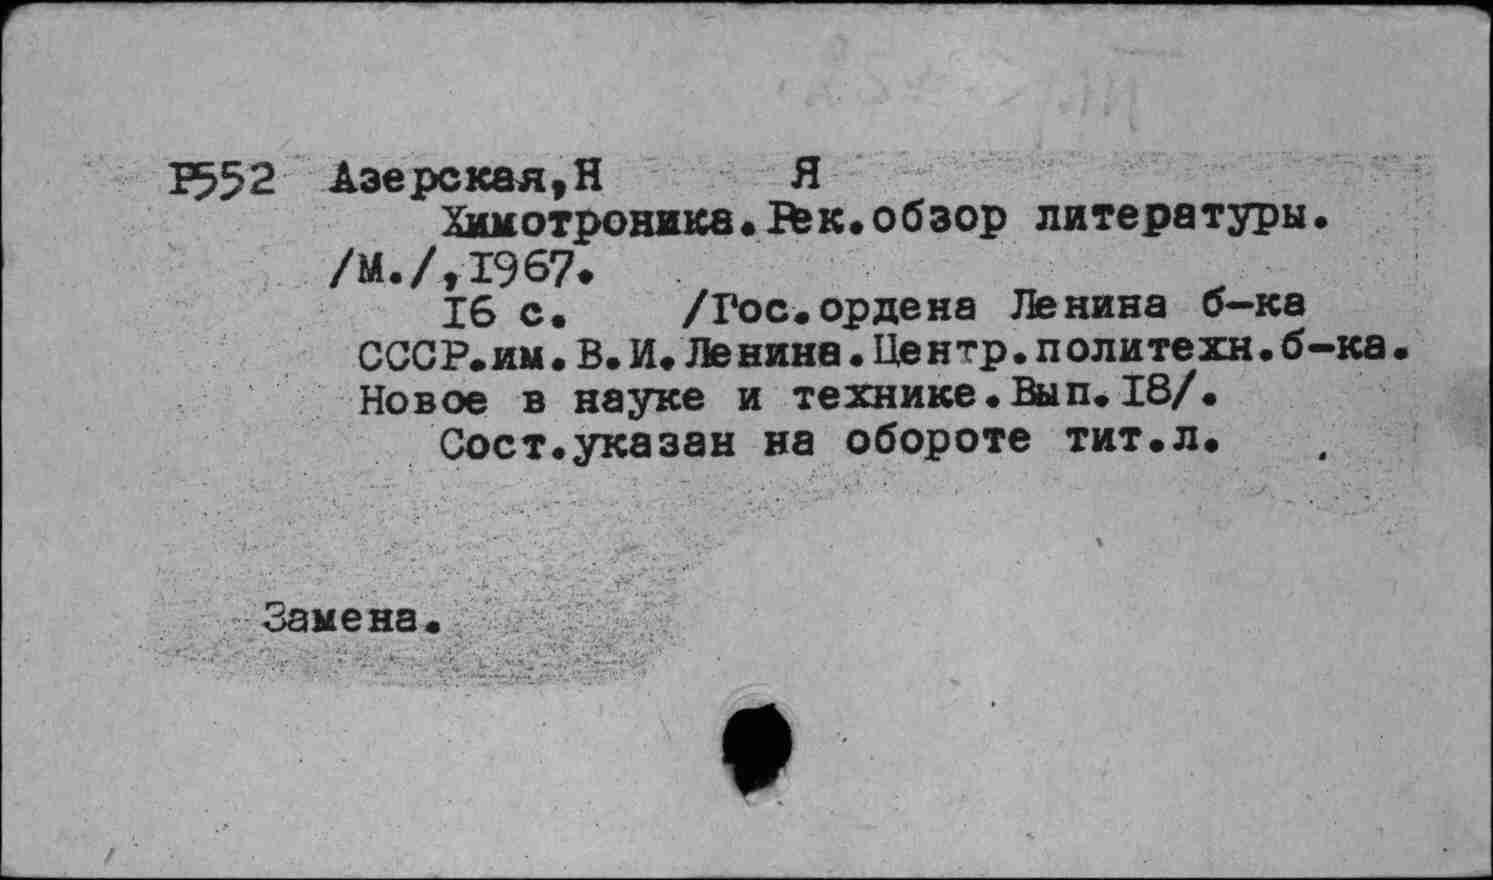 Р552 Азерская,Н Я
Химотроника.Рек.обзор литературы.
/М./,1967.
16 с. /Гос.ордена Ленина б-ка
СССР.им.В.И.Ленина.Центр.политехн.б-ка.
Новое в науке и технике.Вып.18/.
Сост.указан на обороте тит.л.
Замена.